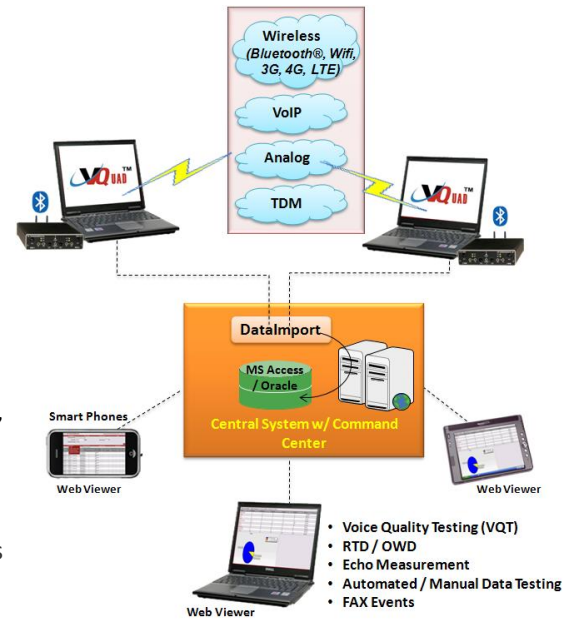 Wireless
(Bluetooth®, Wifi,
3G, 4G, LTE)
VoIP
Analog
TDM
VQUAD™
VQUAD™
DataImport
MS Access
/ Oracle
Central System w/ Command
Center
Smart Phones
Web Viewer
Web Viewer
Web Viewer
• Voice Quality Testing (VQT)
• RTD / OWD
• Echo Measurement
• Automated / Manual Data Testing
• FAX Events